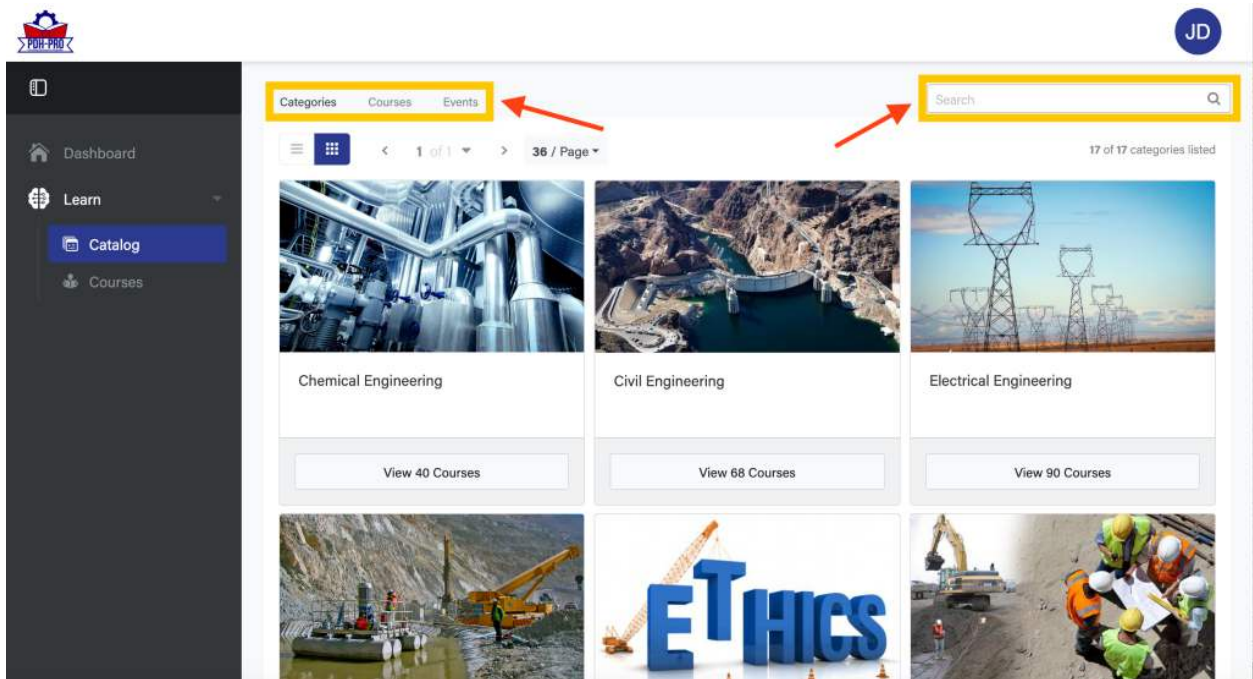 PDH-PRO
JD
Categories Courses Events
Search
1 of 1
36 / Page
17 of 17 categories listed
Dashboard
Learn
Catalog
Courses
Chemical Engineering
Civil Engineering
Electrical Engineering
View 40 Courses
View 68 Courses
View 90 Courses
ETHICS